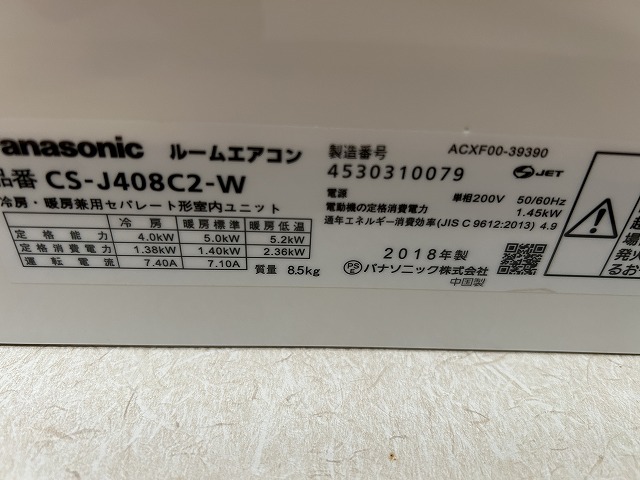 Panasonic ルームエアコン
品番 CS-J408C2-W
冷房・暖房兼用セパレート形室内ユニット
冷房 暖房標準 暖房低温
定格能力 4.0kW 5.0kW 5.2kW
定格消費電力 1.38kW 1.40kW 2.36kW
運転電流 7.40A 7.10A
質量 8.5kg
製造番号 ACXF00-39390
4530310079 JET
電源 単相200V 50/60Hz
電動機の定格消費電力 1.45kW
通年エネルギー消費効率(JIS C 9612:2013) 4.9
2018年製
PS E パナソニック株式会社
中国製
場
発火
るお